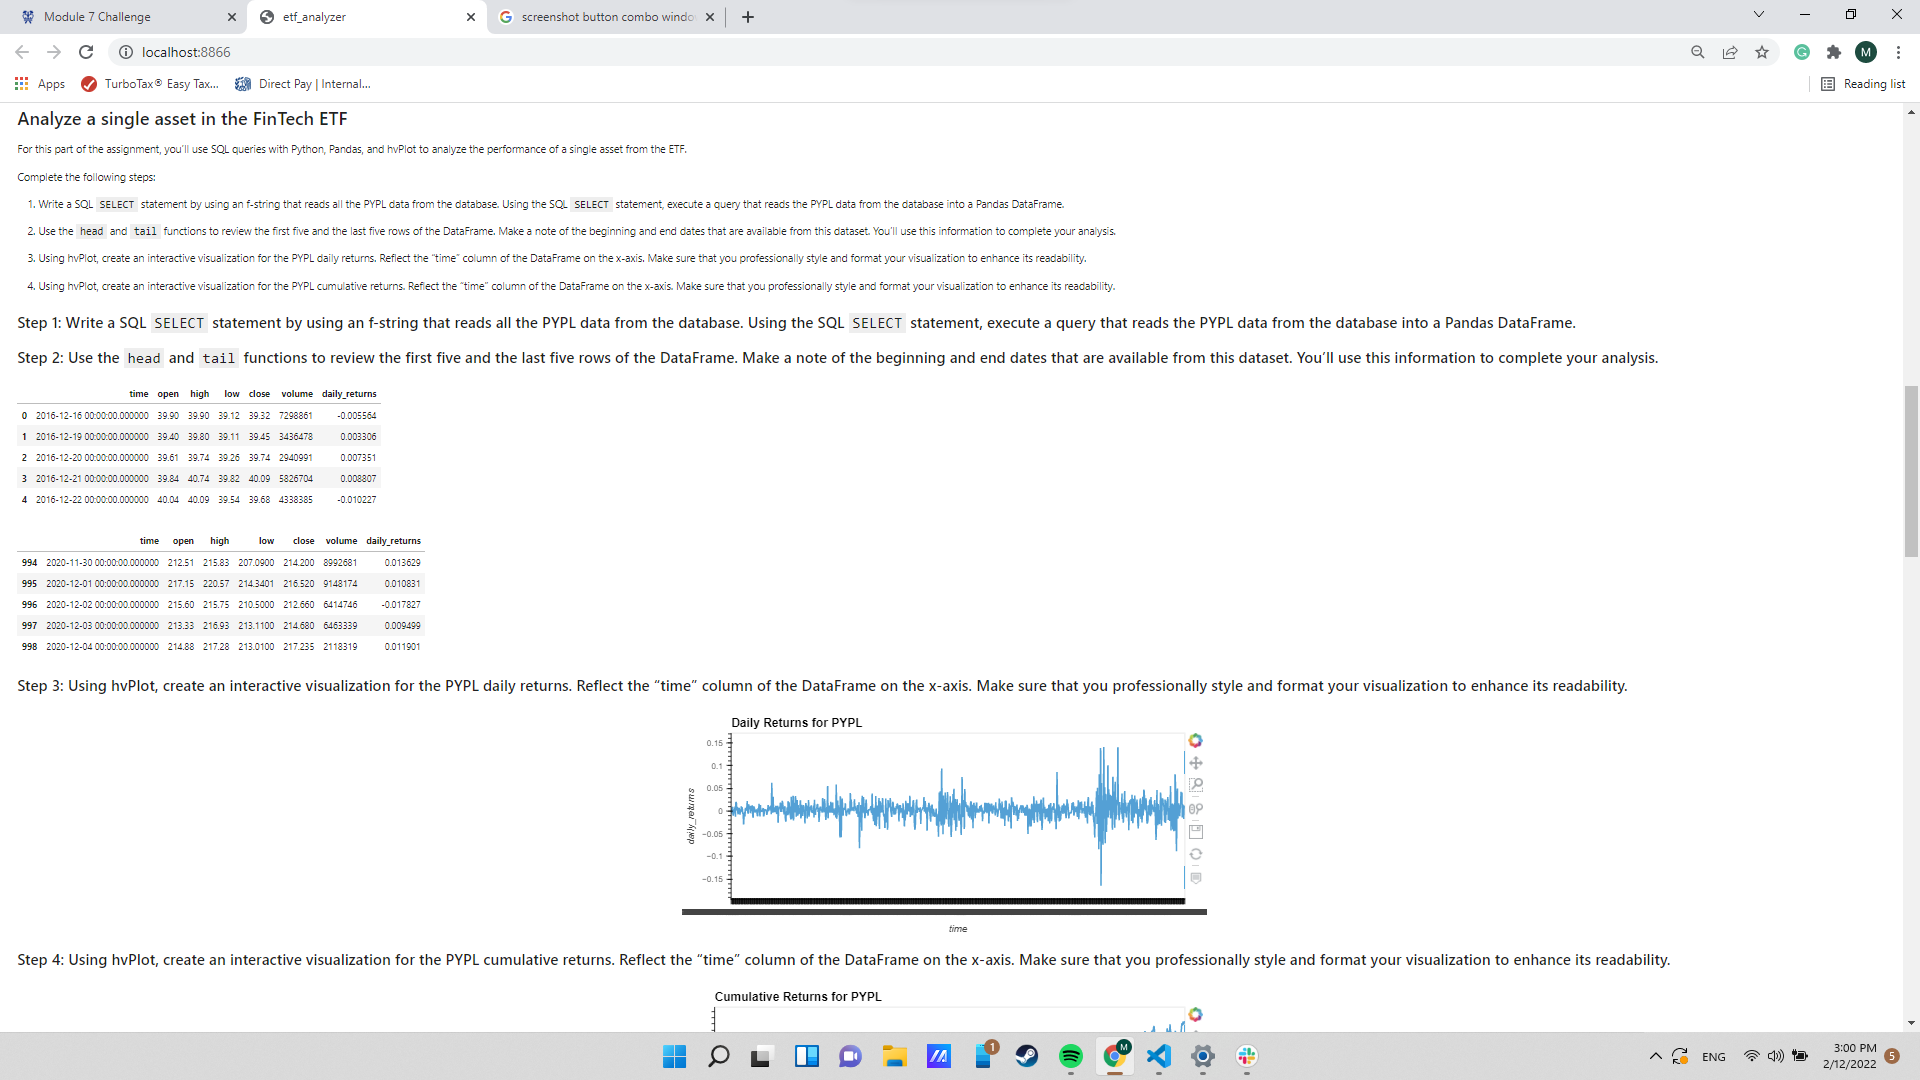 Module 7 Challenge
etf_analyzer
screenshot button combo windo
localhost:8866
M
Apps
TurboTax® Easy Tax...
Direct Pay | Internal...
Reading list
Analyze a single asset in the FinTech ETF
For this part of the assignment, you'll use SQL queries with Python, Pandas, and hvPlot to analyze the performance of a single asset from the ETF.
Complete the following steps:
1. Write a SQL SELECT statement by using an f-string that reads all the PYPL data from the database. Using the SQL SELECT statement, execute a query that reads the PYPL data from the database into a Pandas DataFrame.
2. Use the head and tail functions to review the first five and the last five rows of the DataFrame. Make a note of the beginning and end dates that are available from this dataset. You'll use this information to complete your analysis.
3. Using hvPlot, create an interactive visualization for the PYPL daily returns. Reflect the "time" column of the DataFrame on the x-axis. Make sure that you professionally style and format your visualization to enhance its readability.
4. Using hvPlot, create an interactive visualization for the PYPL cumulative returns. Reflect the "time" column of the DataFrame on the x-axis. Make sure that you professionally style and format your visualization to enhance its readability.
Step 1: Write a SQL SELECT statement by using an f-string that reads all the PYPL data from the database. Using the SQL SELECT statement, execute a query that reads the PYPL data from the database into a Pandas DataFrame.
Step 2: Use the head and tail functions to review the first five and the last five rows of the DataFrame. Make a note of the beginning and end dates that are available from this dataset. You'll use this information to complete your analysis.
time open high low close volume daily_returns
0 2016-12-16 00:00:00.000000 39.90 39.90 39.12 39.32 7298861 -0.005564
1 2016-12-19 00:00:00.000000 39.40 39.80 39.11 39.45 3436478 0.003306
2 2016-12-20 00:00:00.000000 39.61 39.74 39.26 39.74 2940991 0.007351
3 2016-12-21 00:00:00.000000 39.84 40.74 39.82 40.09 5826704 0.008807
4 2016-12-22 00:00:00.000000 40.04 40.09 39.54 39.68 4338385 -0.010227
time open high low close volume daily_returns
994 2020-11-30 00:00:00.000000 212.51 215.83 207.0900 214.200 8992681 0.013629
995 2020-12-01 00:00:00.000000 217.15 220.57 214.3401 216.520 9148174 0.010831
996 2020-12-02 00:00:00.000000 215.60 215.75 210.5000 212.660 6414746 -0.017827
997 2020-12-03 00:00:00.000000 213.33 216.93 213.1100 214.680 6463339 0.009499
998 2020-12-04 00:00:00.000000 214.88 217.28 213.0100 217.235 2118319 0.011901
Step 3: Using hvPlot, create an interactive visualization for the PYPL daily returns. Reflect the "time" column of the DataFrame on the x-axis. Make sure that you professionally style and format your visualization to enhance its readability.
Daily Returns for PYPL
0.15
0.1
0.05
0
-0.05
-0.1
-0.15
daily_returns
time
Step 4: Using hvPlot, create an interactive visualization for the PYPL cumulative returns. Reflect the "time" column of the DataFrame on the x-axis. Make sure that you professionally style and format your visualization to enhance its readability.
Cumulative Returns for PYPL
1
M
ENG
3:00 PM
2/12/2022
5